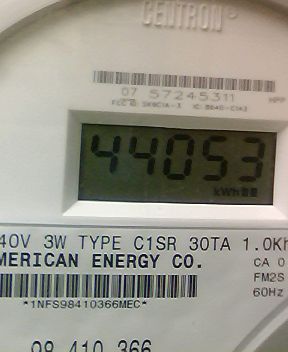 CENTRON®
07 57245311
44053
kWh
40V 3W TYPE C1SR 30TA 1.0Kh
MERICAN ENERGY CO.
CA 0
FM2S
60Hz
*1NFS98410366MEC*
98 410 366